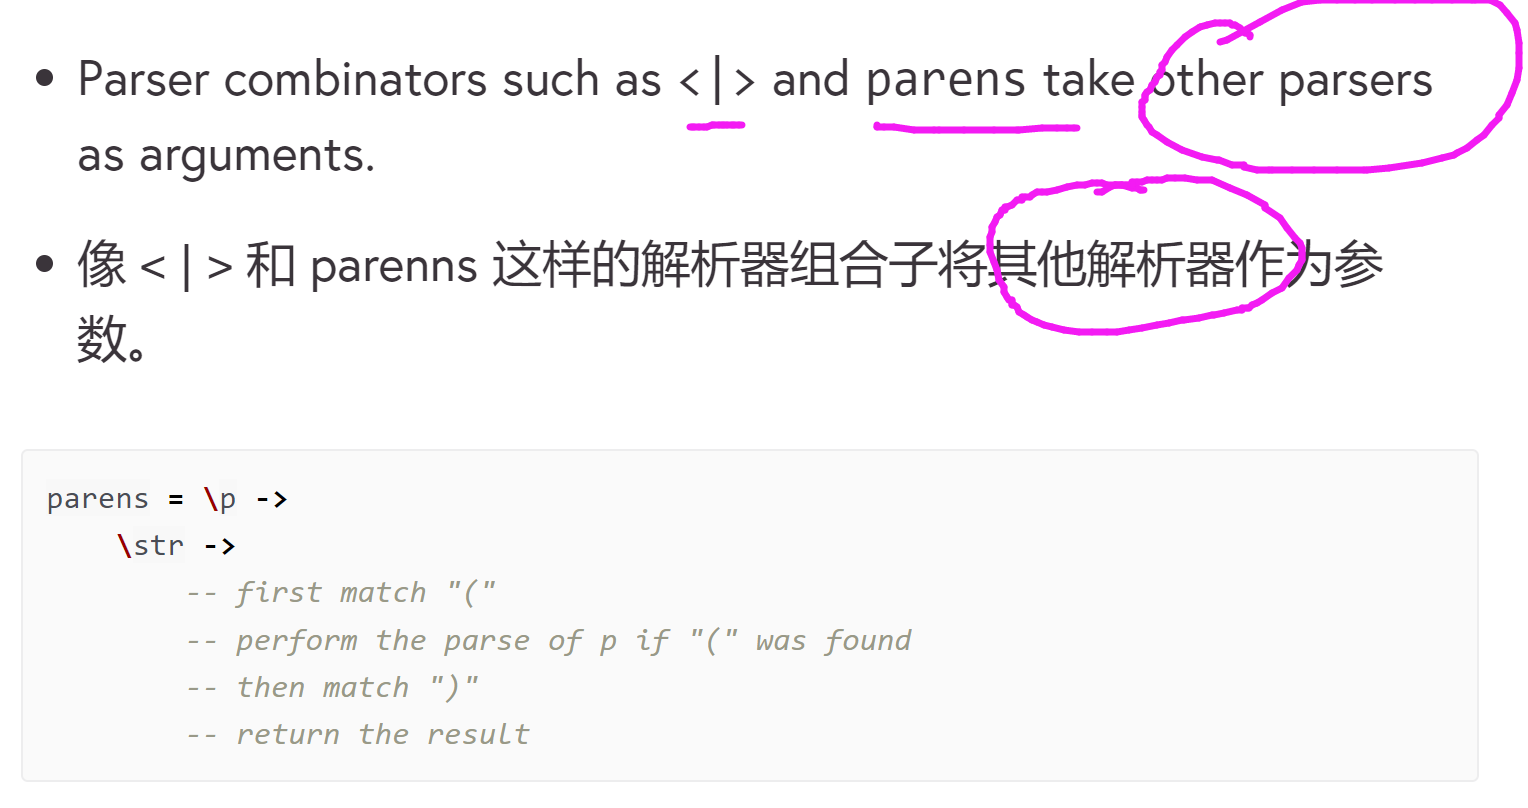 • Parser combinators such as <|> and parens take other parsers
as arguments.
• 像 < | > 和 parenns 这样的解析器组合子将其他解析器作为参
数。
parens = \p ->
    \str ->
        -- first match "("
        -- perform the parse of p if "(" was found
        -- then match ")"
        -- return the result